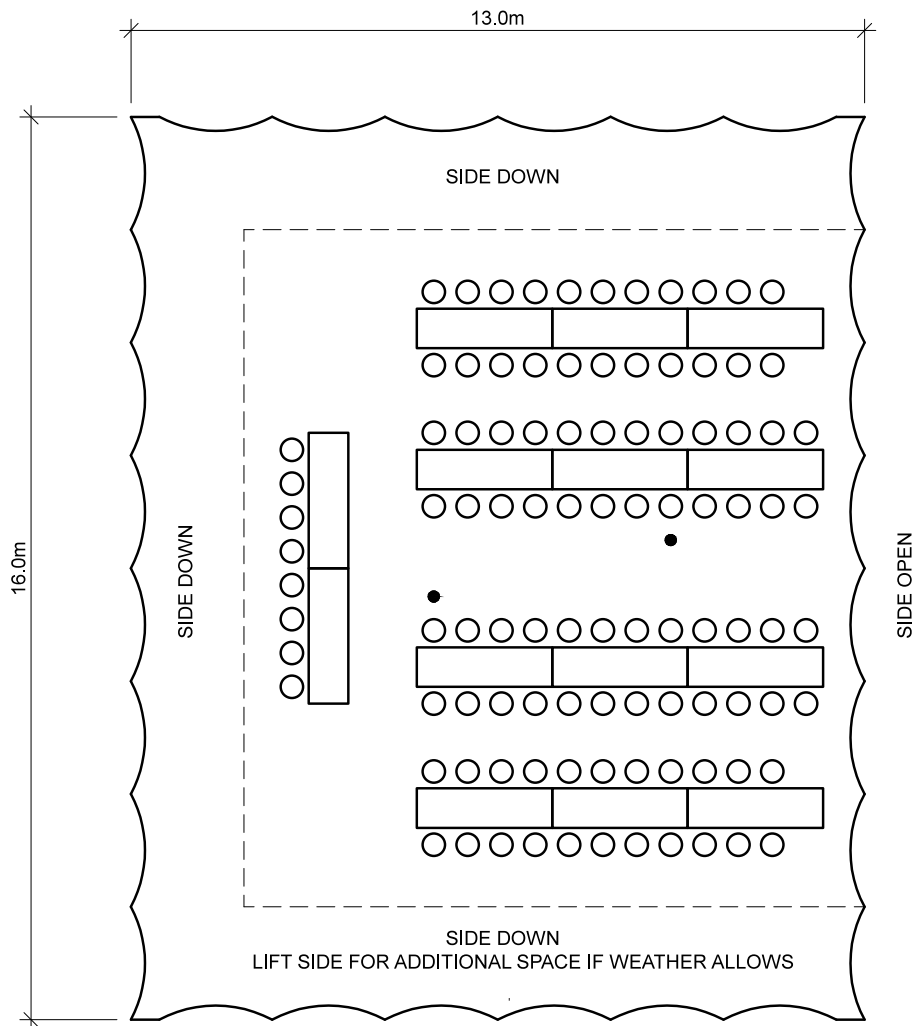 13.0m
SIDE DOWN
16.0m
SIDE DOWN
SIDE OPEN
SIDE DOWN
LIFT SIDE FOR ADDITIONAL SPACE IF WEATHER ALLOWS